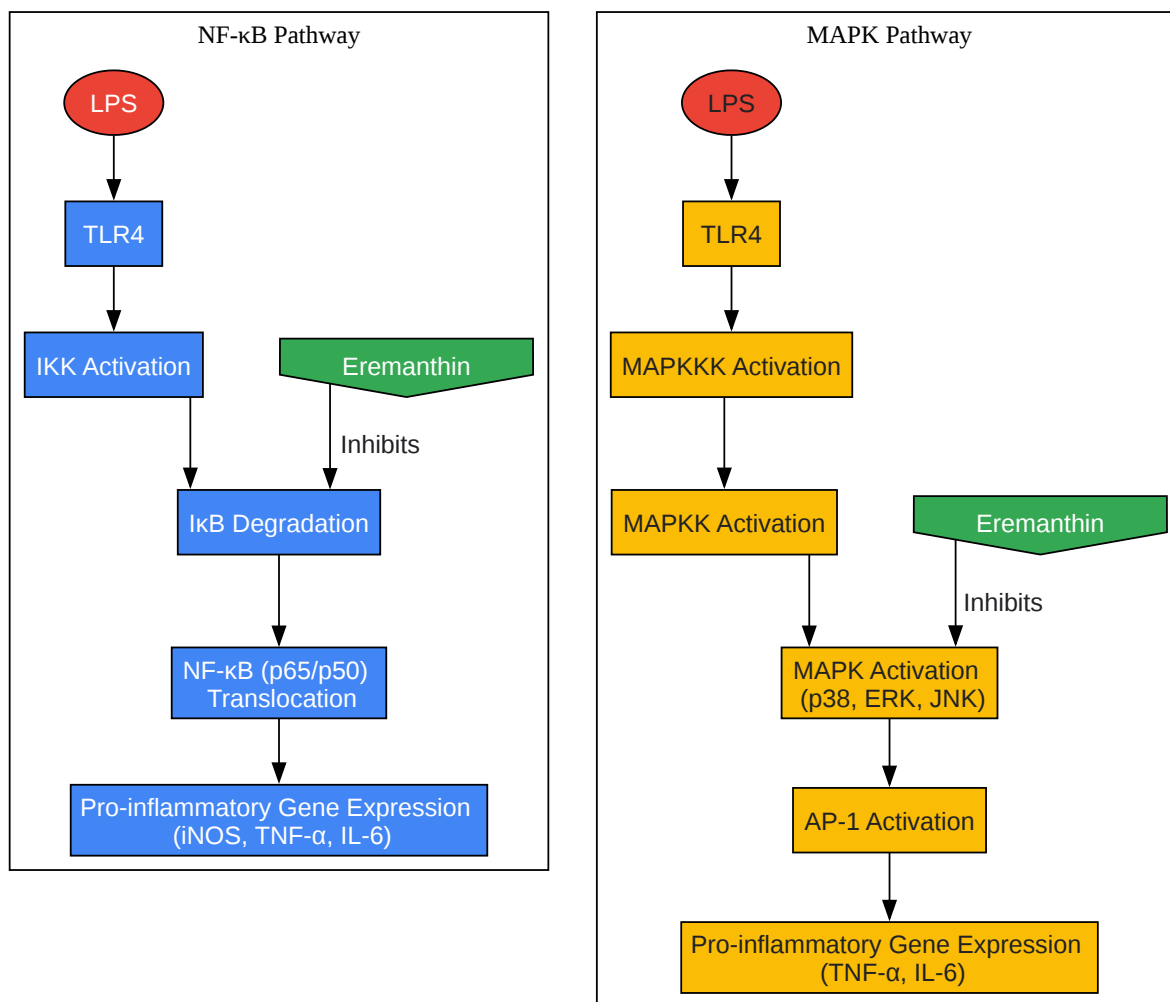 NF-κB Pathway
LPS
TLR4
IKK Activation
Eremanthin
Inhibits
IκB Degradation
NF-κB (p65/p50)
Translocation
Pro-inflammatory Gene Expression
(iNOS, TNF-α, IL-6)
MAPK Pathway
LPS
TLR4
MAPKKK Activation
MAPKK Activation
Eremanthin
Inhibits
MAPK Activation
(p38, ERK, JNK)
AP-1 Activation
Pro-inflammatory Gene Expression
(TNF-α, IL-6)